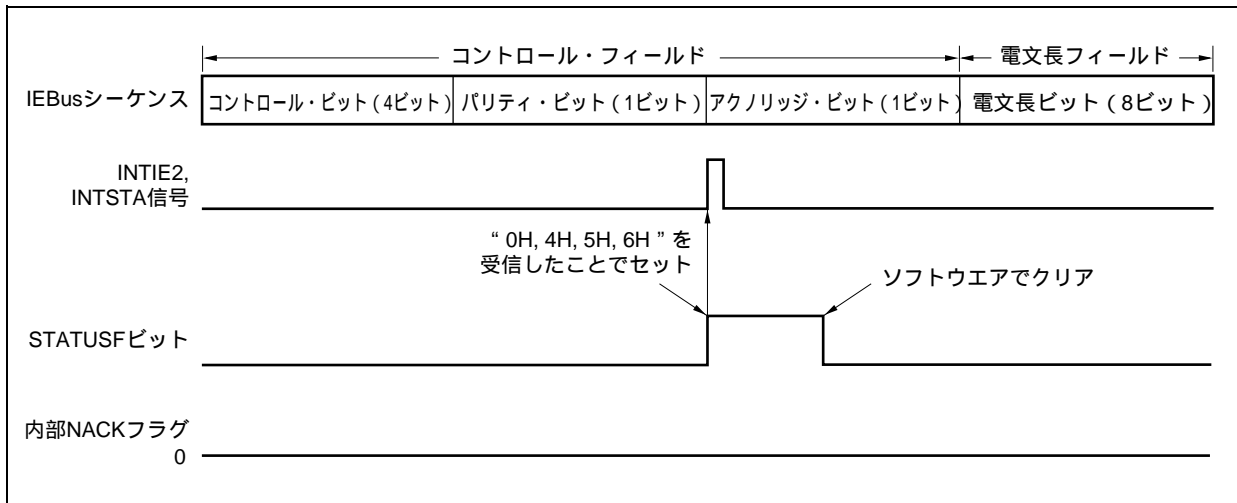 コントロール・フィールド
電文長フィールド
IEBusシーケンス
コントロール・ビット(4ビット)
パリティ・ビット(1ビット)
アクノリッジ・ビット(1ビット)
電文長ビット(8ビット)
INTIE2,
INTSTA信号
“ 0H, 4H, 5H, 6H ” を
受信したことでセット
ソフトウエアでクリア
STATUSFビット
内部NACKフラグ
0